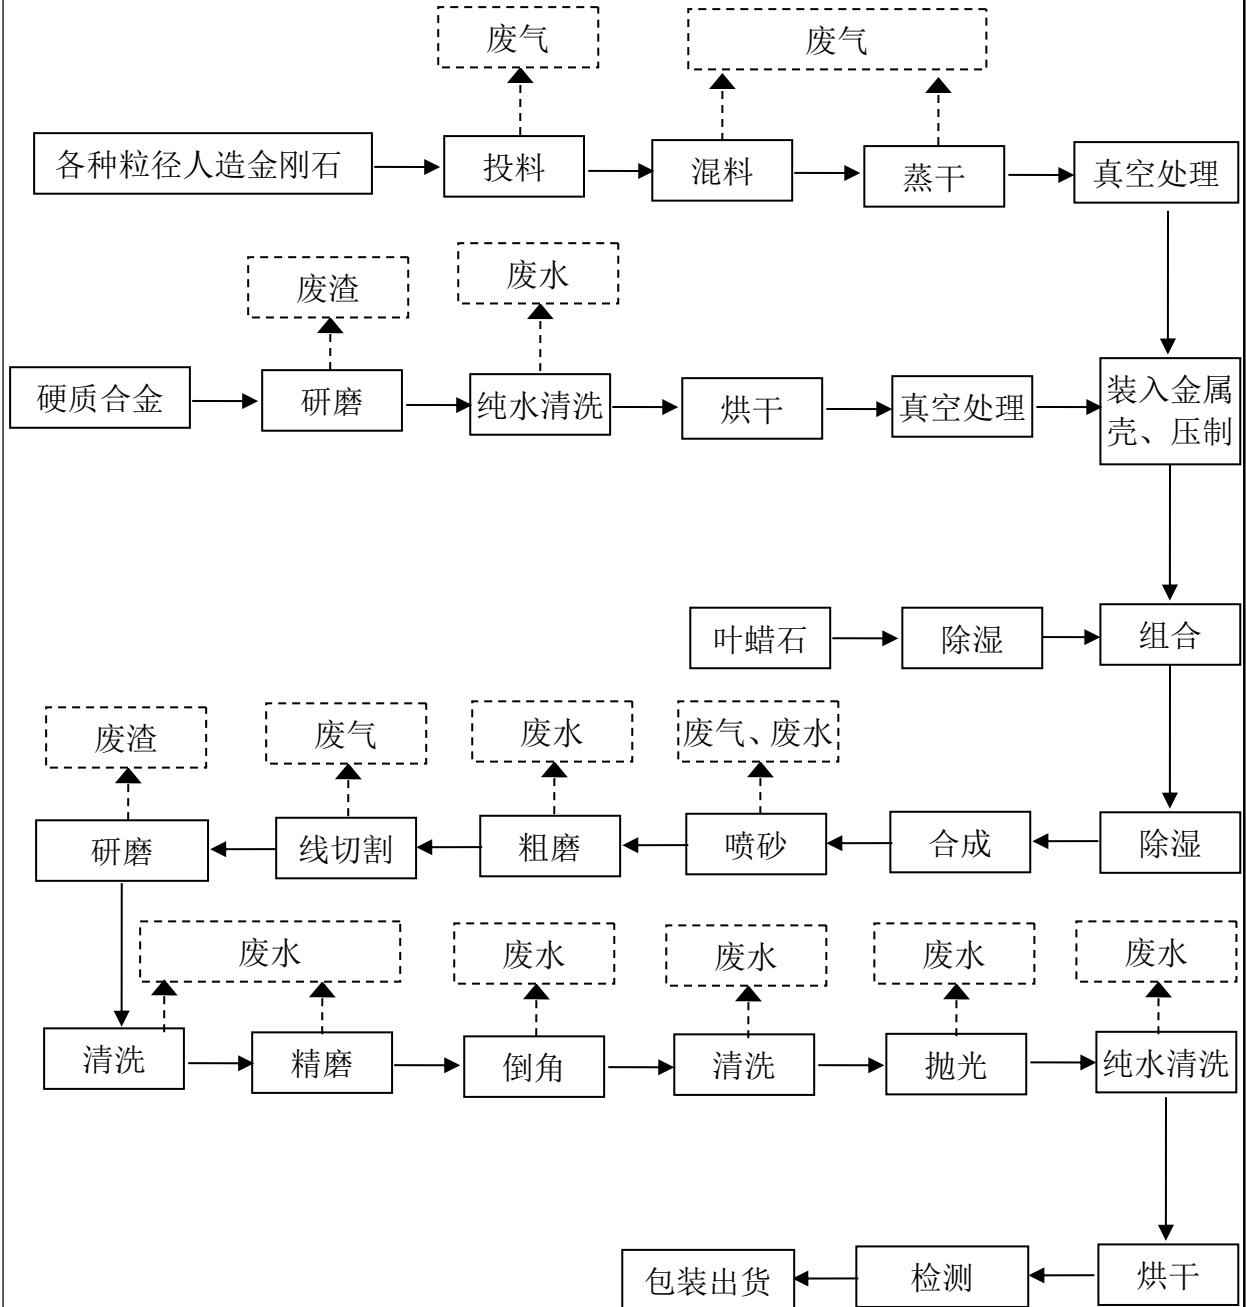 废气
废气
各种粒径人造金刚石
投料
混料
蒸干
真空处理
废渣
废水
硬质合金
研磨
纯水清洗
烘干
真空处理
装入金属
壳、压制
叶蜡石
除湿
组合
废渣
废气
废水
废气、废水
研磨
线切割
粗磨
喷砂
合成
除湿
废水
废水
废水
废水
废水
清洗
精磨
倒角
清洗
抛光
纯水清洗
包装出货
检测
烘干